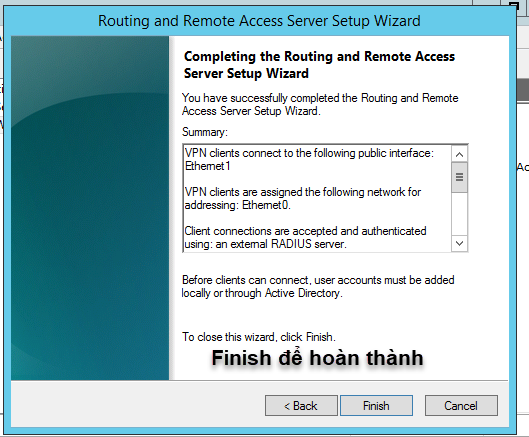 Routing and Remote Access Server Setup Wizard
Completing the Routing and Remote Access
Server Setup Wizard
You have successfully completed the Routing and Remote
Access Server Setup Wizard.
Summary:
VPN clients connect to the following public interface:
Ethernet1
VPN clients are assigned the following network for
addressing: Ethernet0.
Client connections are accepted and authenticated
using: an external RADIUS server.
Before clients can connect, user accounts must be added
locally or through Active Directory.
To close this wizard, click Finish.
Finish để hoàn thành
< Back
Finish
Cancel